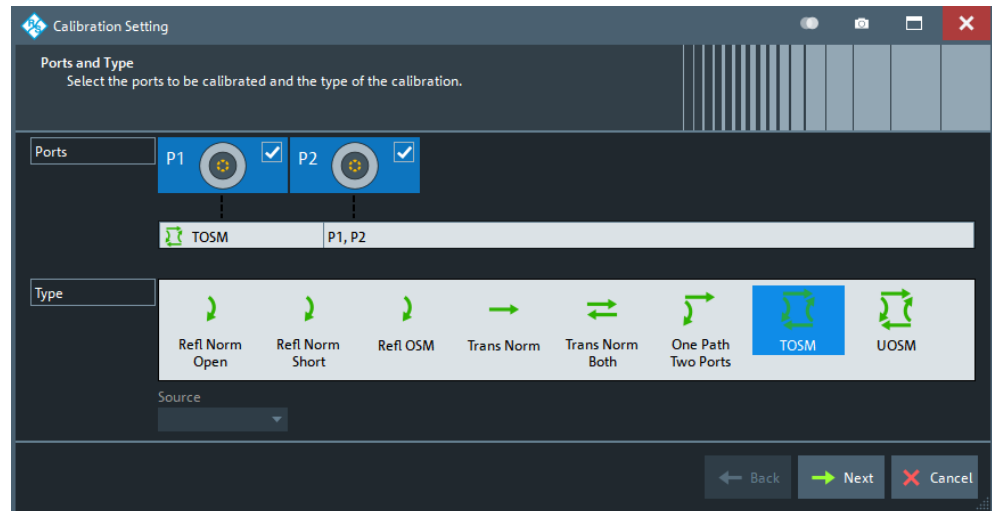 Calibration Setting
Ports and Type
Select the ports to be calibrated and the type of the calibration.
Ports
P1
P2
TOSM
P1, P2
Type
Refl Norm
Open
Refl Norm
Short
Refl OSM
Trans Norm
Trans Norm
Both
One Path
Two Ports
TOSM
UOSM
Source
Back
Next
Cancel